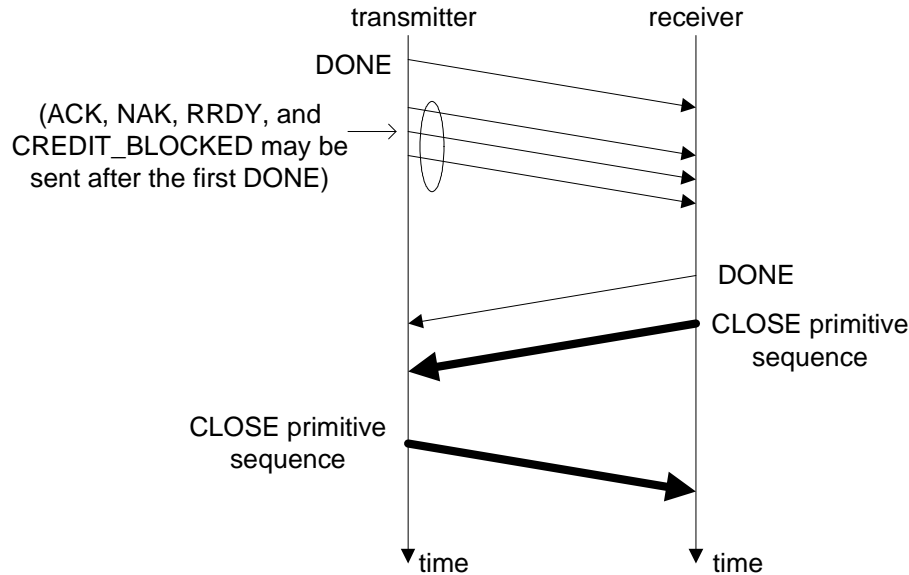 transmitter
receiver
DONE
(ACK, NAK, RRDY, and
CREDIT_BLOCKED may be
sent after the first DONE)
DONE
CLOSE primitive
sequence
CLOSE primitive
sequence
time
time